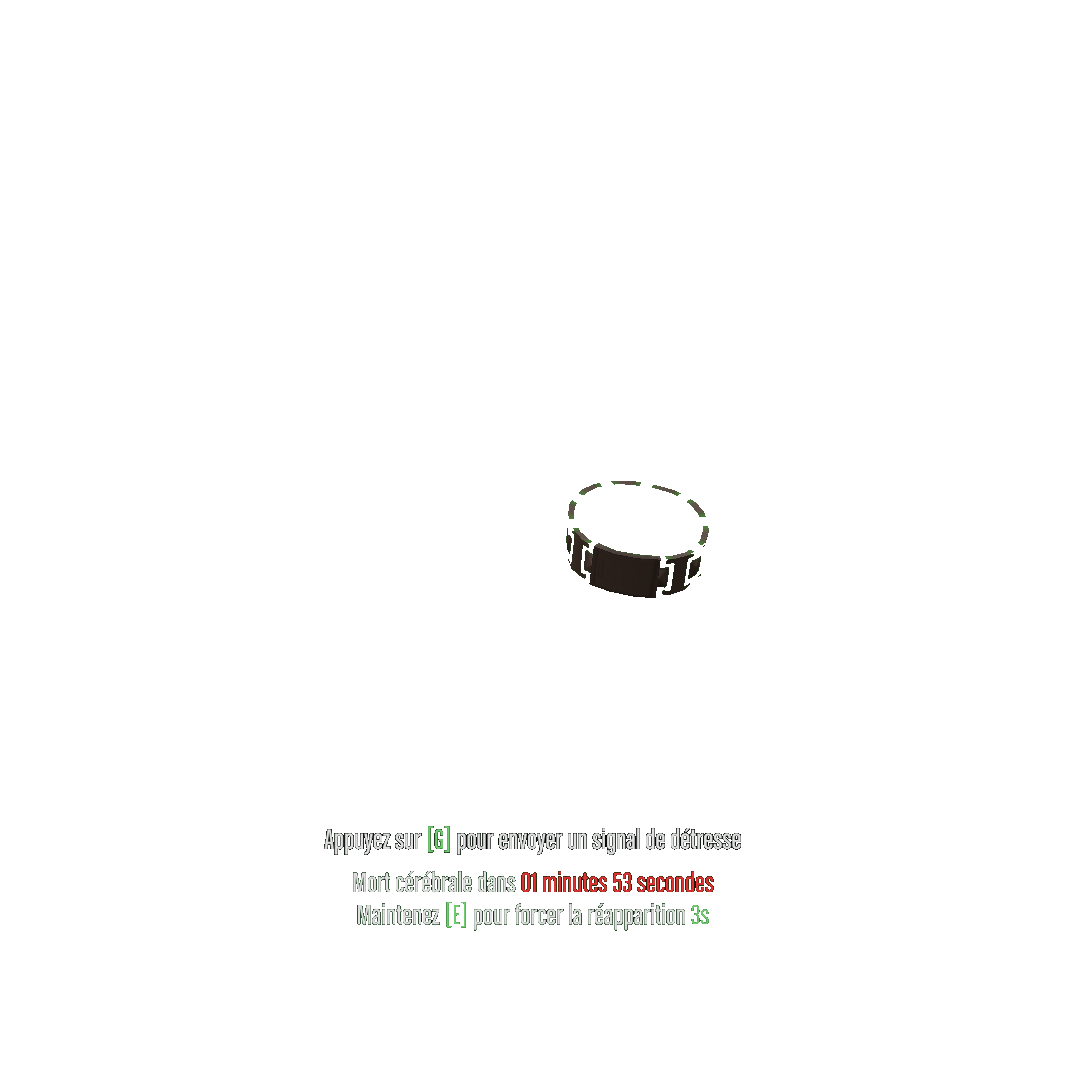 Appuyez sur [G] pour envoyer un signal de détresse
Mort cérébrale dans 01 minutes 53 secondes
Maintenez [E] pour forcer la réapparition 3s